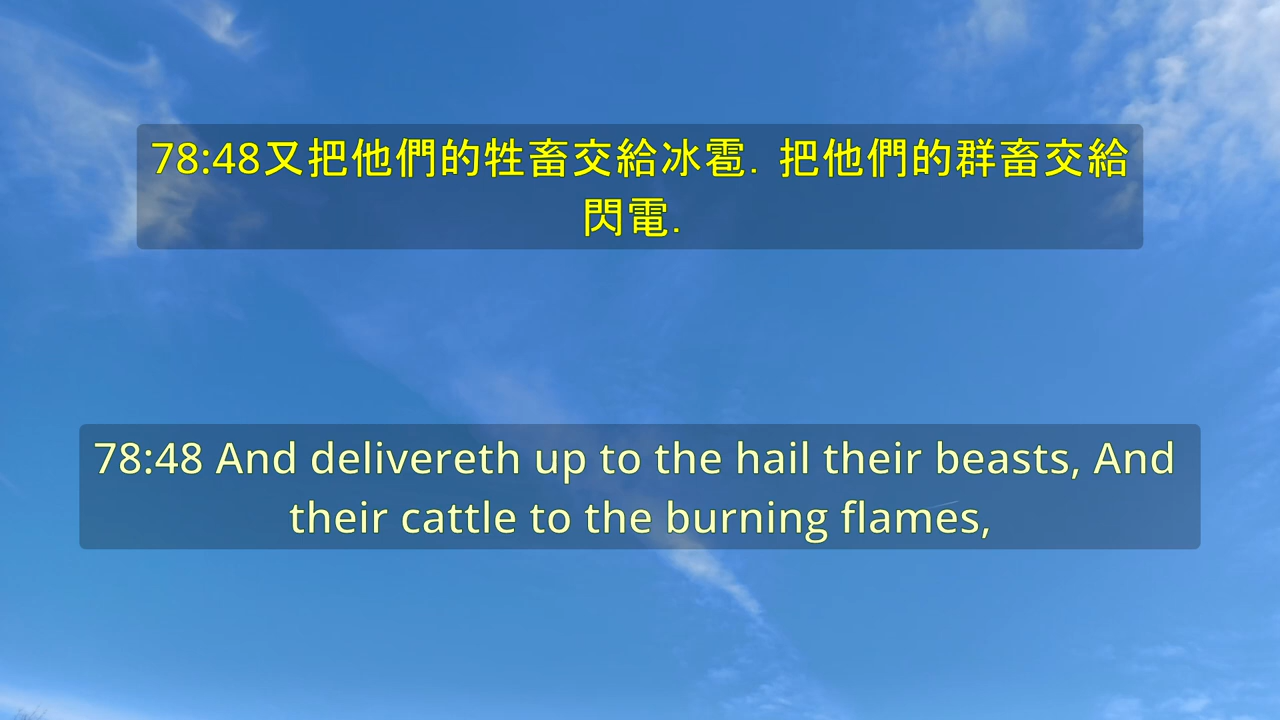 78:48又把他們的牲畜交給冰雹. 把他們的群畜交給
閃電.
78:48 And delivereth up to the hail their beasts, And
their cattle to the burning flames,